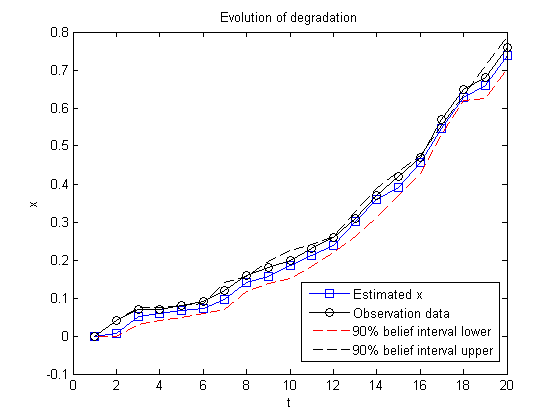 Evolution of degradation
0.8
0.7
0.6
0.5
0.4
0.3
0.2
0.1
0
-0.1
x
Estimated x
Observation data
90% belief interval lower
90% belief interval upper
0 2 4 6 8 10 12 14 16 18 20
t